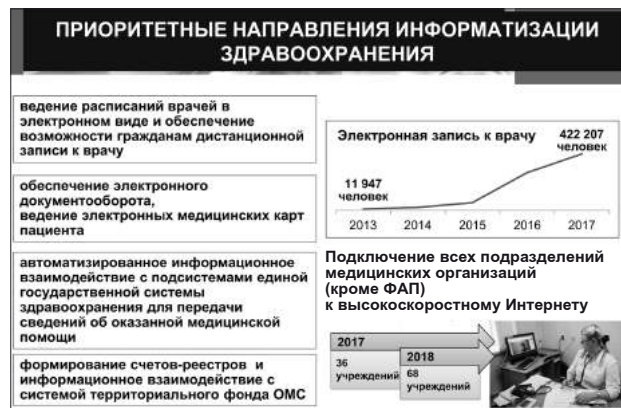 ПРИОРИТЕТНЫЕ НАПРАВЛЕНИЯ ИНФОРМАТИЗАЦИИ
ЗДРАВООХРАНЕНИЯ
ведение расписаний врачей в
электронном виде и обеспечение
возможности гражданам дистанционной
записи к врачу
обеспечение электронного
документооборота,
ведение электронных медицинских карт
пациента
автоматизированное информационное
взаимодействие с подсистемами единой
государственной системы
здравоохранения для передачи
сведений об оказанной медицинской
помощи
формирование счетов-реестров и
информационное взаимодействие с
системой территориального фонда ОМС
Электронная запись к врачу
422 207
человек
11 947
человек
2013 2014 2015 2016 2017
Подключение всех подразделений
медицинских организаций
(кроме ФАП)
к высокоскоростному Интернету
2017
36
учреждений
2018
68
учреждений